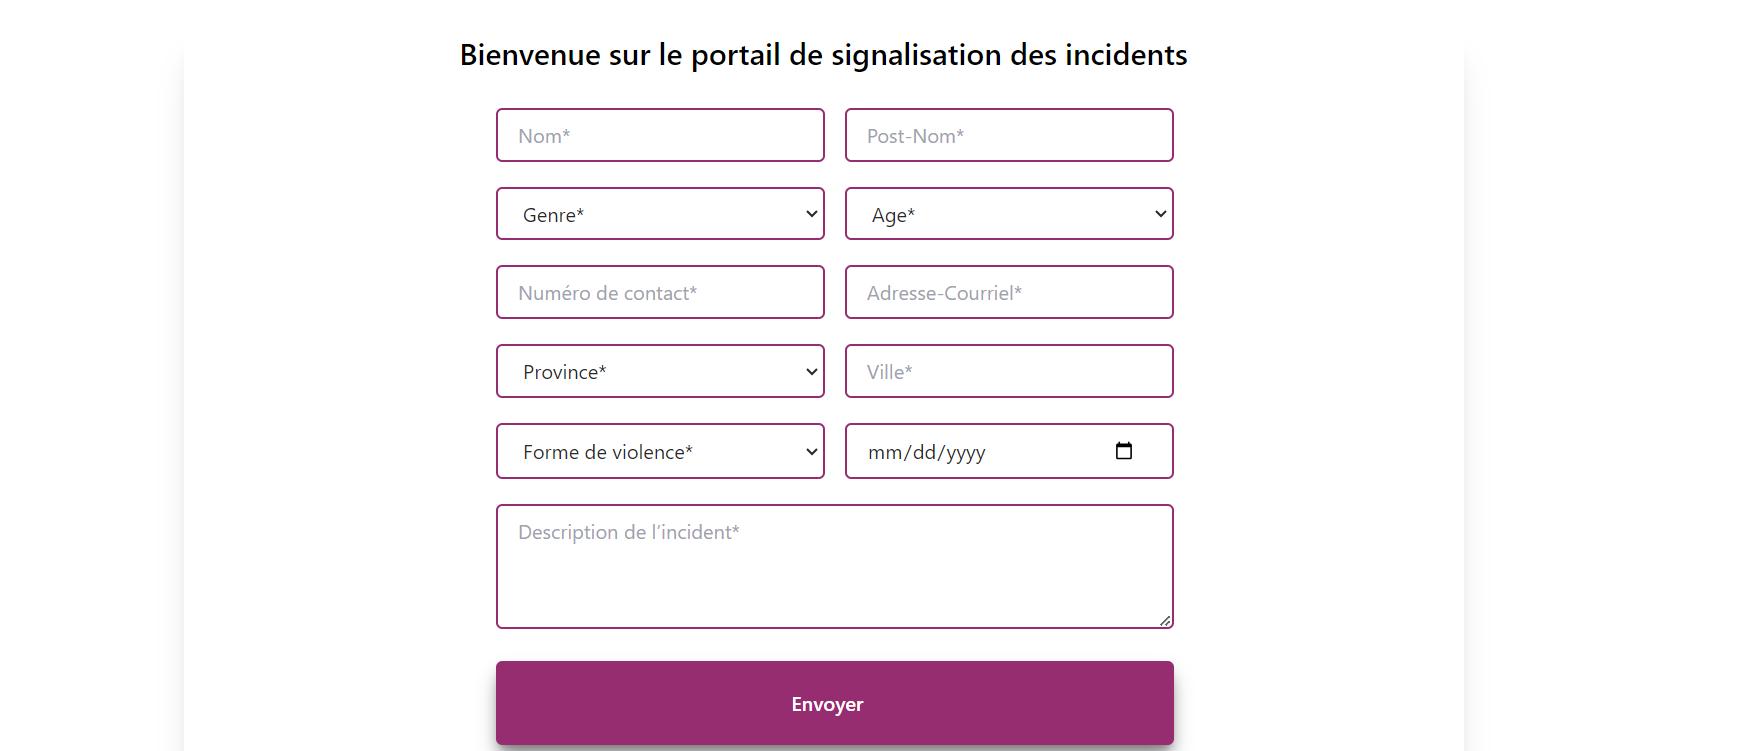 Bienvenue sur le portail de signalisation des incidents
Nom*
Post-Nom*
Genre*
Age*
Numéro de contact*
Adresse-Courriel*
Province*
Ville*
Forme de violence*
mm/dd/yyyy
Description de l'incident*
Envoyer